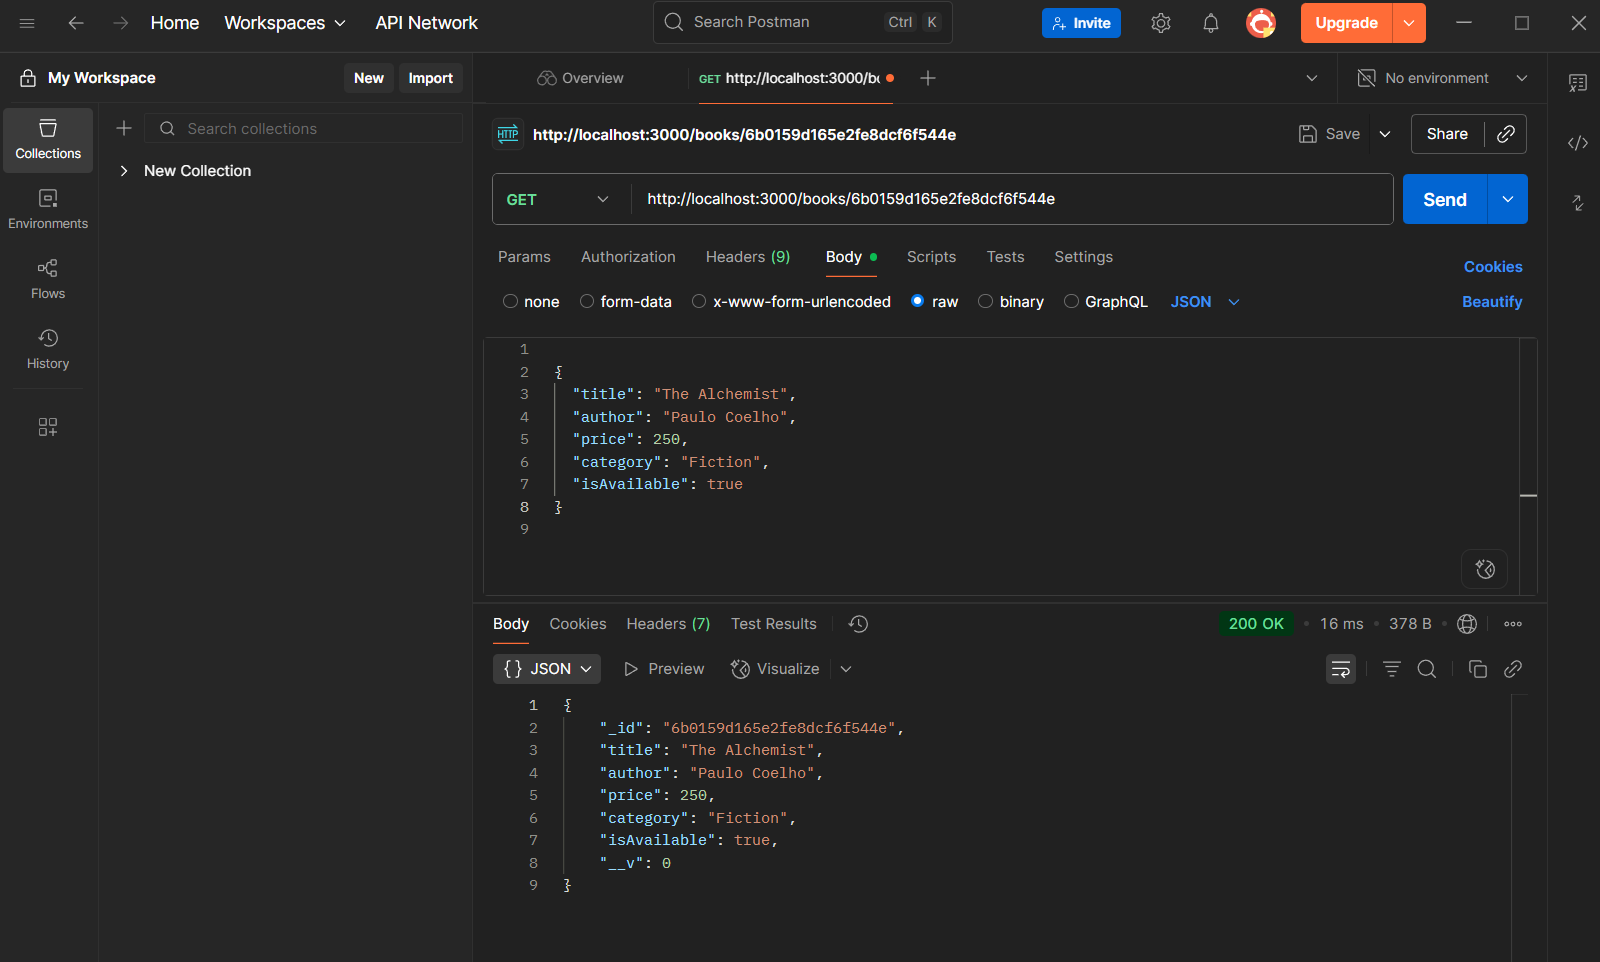 Home Workspaces API Network Search Postman Ctrl K Invite Upgrade
My Workspace New Import Overview GET http://localhost:3000/bo No environment
Collections
Environments
Flows
History
Search collections
New Collection
HTTP http://localhost:3000/books/6b0159d165e2fe8dcf6f544e Save Share
GET http://localhost:3000/books/6b0159d165e2fe8dcf6f544e Send
Params Authorization Headers (9) Body Scripts Tests Settings Cookies
none form-data x-www-form-urlencoded raw binary GraphQL JSON Beautify
1
2 {
3 "title": "The Alchemist",
4 "author": "Paulo Coelho",
5 "price": 250,
6 "category": "Fiction",
7 "isAvailable": true
8 }
9
Body Cookies Headers (7) Test Results 200 OK • 16 ms • 378 B •
{} JSON Preview Visualize
1 {
2 "_id": "6b0159d165e2fe8dcf6f544e",
3 "title": "The Alchemist",
4 "author": "Paulo Coelho",
5 "price": 250,
6 "category": "Fiction",
7 "isAvailable": true,
8 "__v": 0
9 }